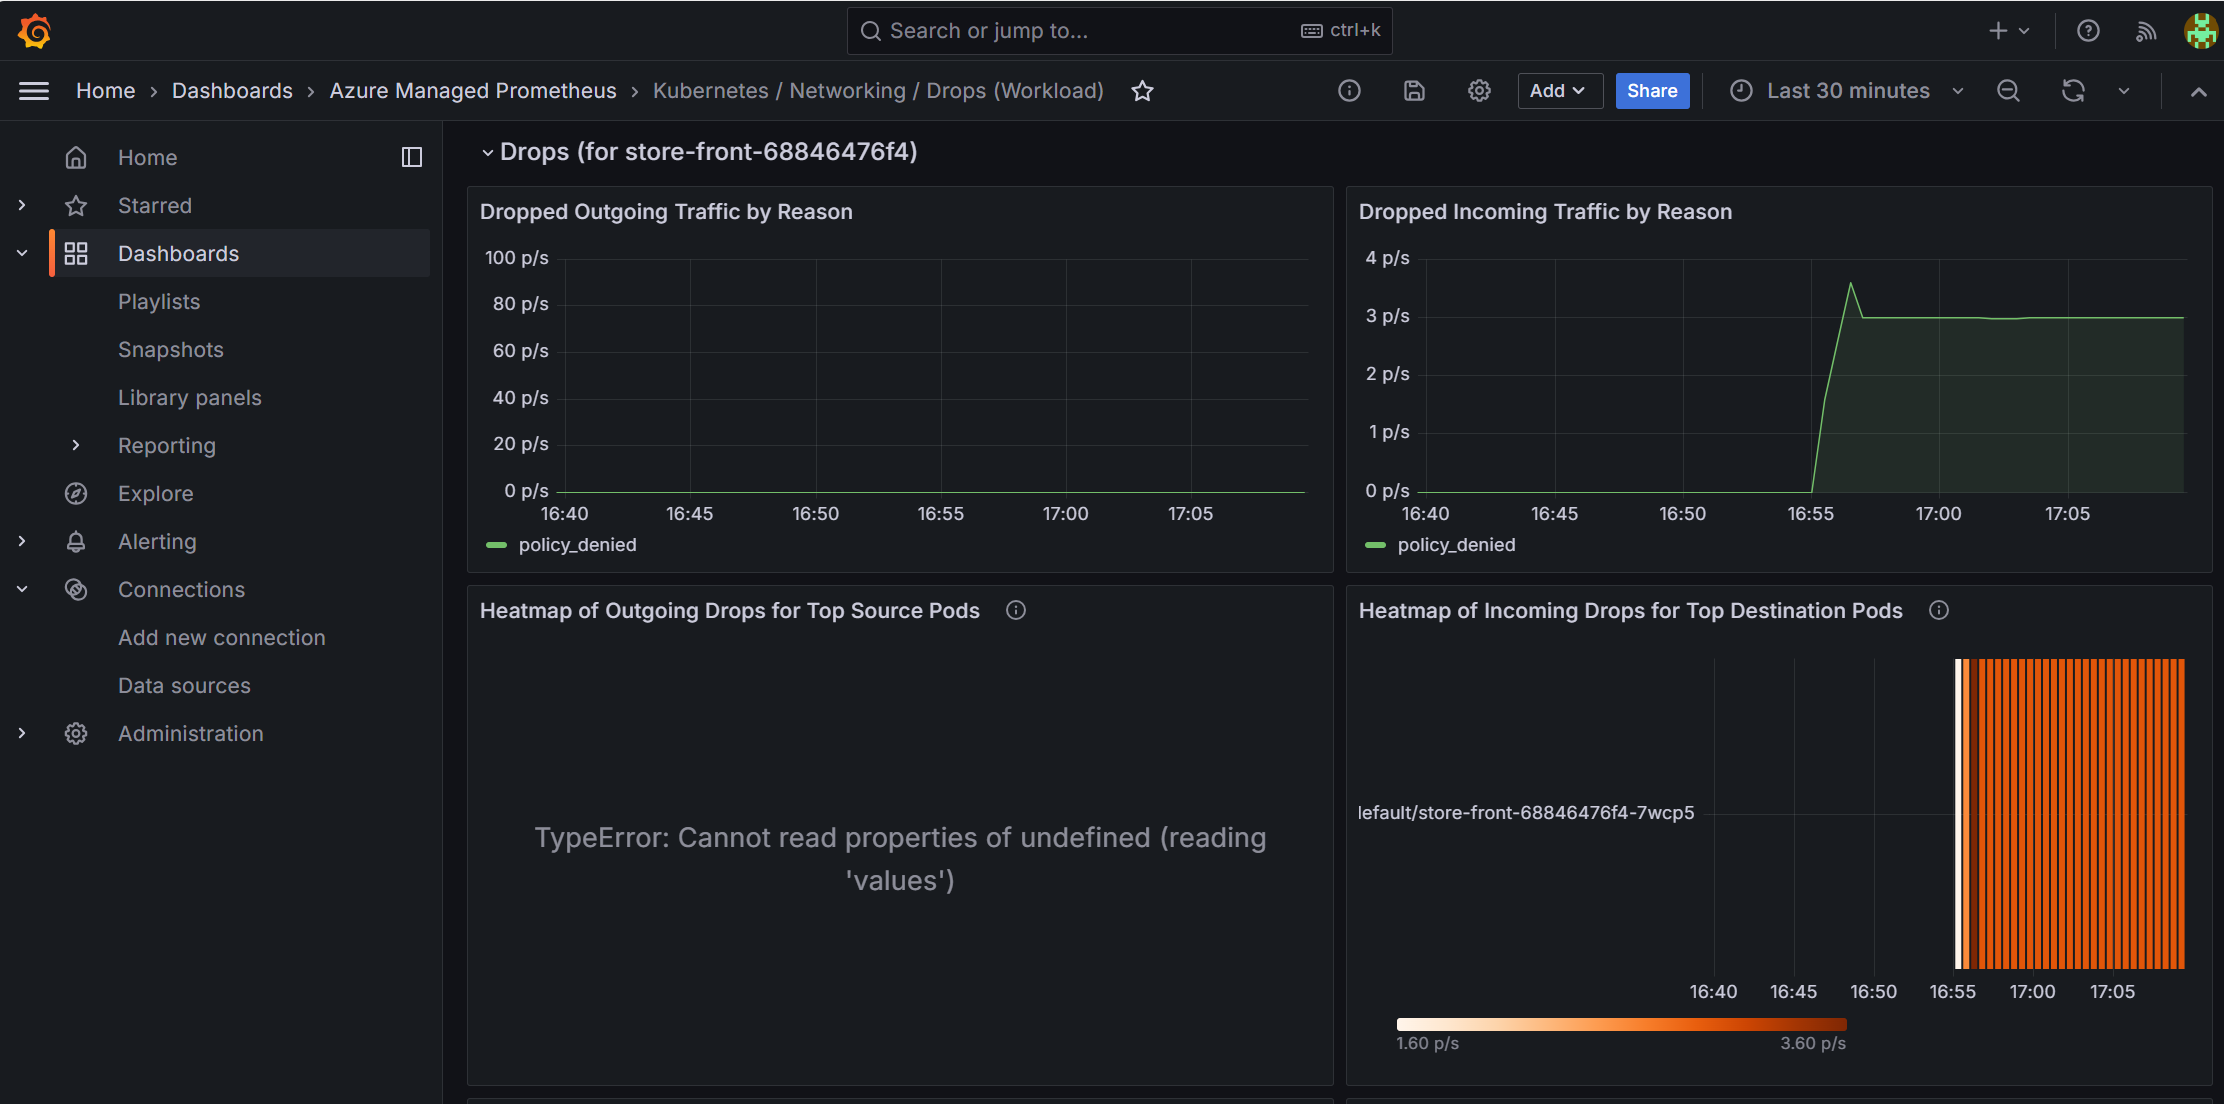 Search or jump to...
ctrl+k
Home
Dashboards
Azure Managed Prometheus
Kubernetes / Networking / Drops (Workload)
Add
Share
Last 30 minutes
Home
Starred
Dashboards
Playlists
Snapshots
Library panels
Reporting
Explore
Alerting
Connections
Add new connection
Data sources
Administration
Drops (for store-front-68846476f4)
Dropped Outgoing Traffic by Reason
100 p/s
80 p/s
60 p/s
40 p/s
20 p/s
0 p/s
16:40 16:45 16:50 16:55 17:00 17:05
policy_denied
Dropped Incoming Traffic by Reason
4 p/s
3 p/s
2 p/s
1 p/s
0 p/s
16:40 16:45 16:50 16:55 17:00 17:05
policy_denied
Heatmap of Outgoing Drops for Top Source Pods
TypeError: Cannot read properties of undefined (reading
'values')
Heatmap of Incoming Drops for Top Destination Pods
lefault/store-front-68846476f4-7wcp5
16:40 16:45 16:50 16:55 17:00 17:05
1.60 p/s 3.60 p/s